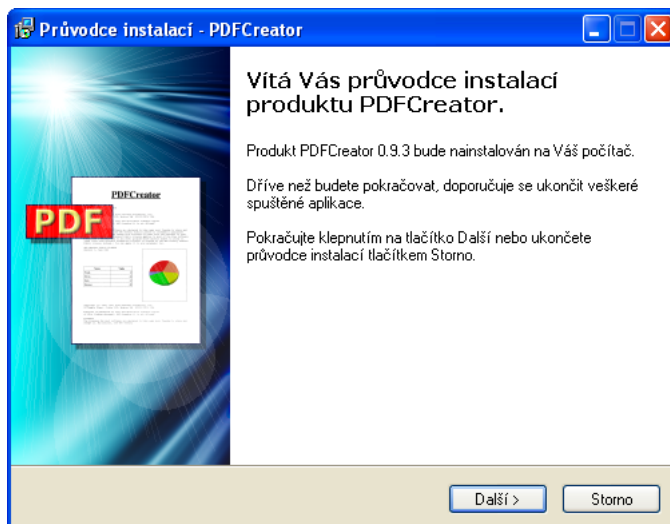 Průvodce instalací - PDFCreator
Vítá Vás průvodce instalací
produktu PDFCreator.
Produkt PDFCreator 0.9.3 bude nainstalován na Váš počítač.
Dříve než budete pokračovat, doporučuje se ukončit veškeré
spuštěné aplikace.
Pokračujte klepnutím na tlačítko Další nebo ukončete
průvodce instalací tlačítkem Storno.
PDFCreator
PDF
Další >
Storno